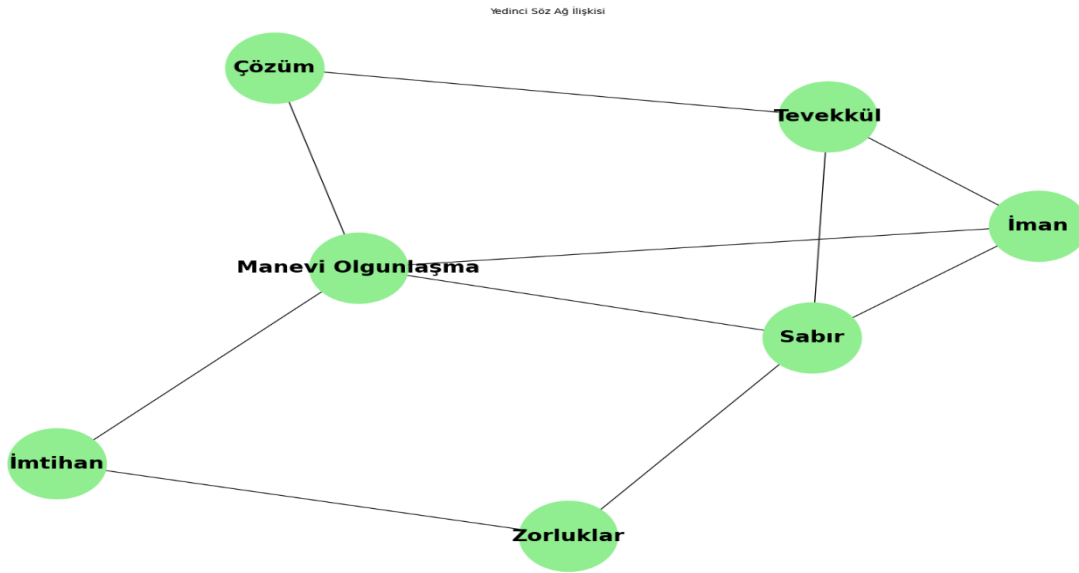 Yedinci Söz Ağ İlişkisi
Çözüm
Tevekkül
İman
Manevi Olgunlaşma
Sabır
İmtihan
Zorluklar